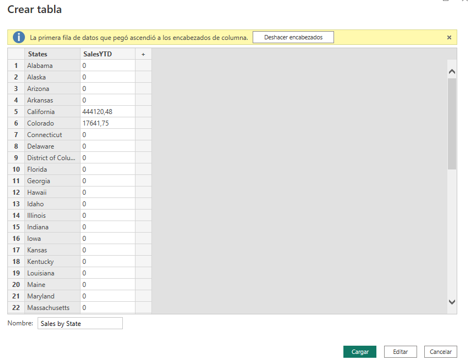 Crear tabla
La primera fila de datos que pegó ascendió a los encabezados de columna. Deshacer encabezados
States SalesYTD +
1 Alabama 0
2 Alaska 0
3 Arizona 0
4 Arkansas 0
5 California 444120,48
6 Colorado 17641,75
7 Connecticut 0
8 Delaware 0
9 District of Colu... 0
10 Florida 0
11 Georgia 0
12 Hawaii 0
13 Idaho 0
14 Illinois 0
15 Indiana 0
16 Iowa 0
17 Kansas 0
18 Kentucky 0
19 Louisiana 0
20 Maine 0
21 Maryland 0
22 Massachusetts 0
Nombre: Sales by State
Cargar Editar Cancelar